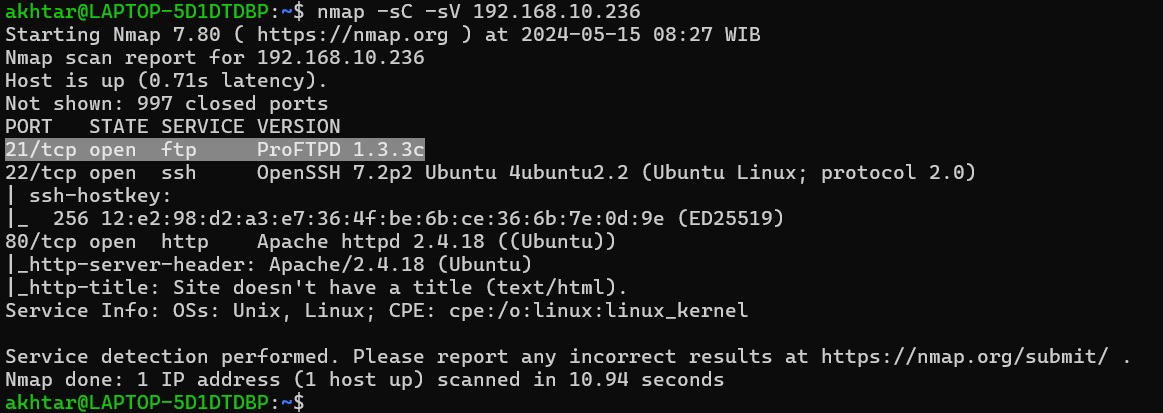 akhtar@LAPTOP-5D1DTDBP:~$ nmap -sC -sV 192.168.10.236
Starting Nmap 7.80 ( https://nmap.org ) at 2024-05-15 08:27 WIB
Nmap scan report for 192.168.10.236
Host is up (0.71s latency).
Not shown: 997 closed ports
PORT   STATE SERVICE VERSION
21/tcp open  ftp     ProFTPD 1.3.3c
22/tcp open  ssh     OpenSSH 7.2p2 Ubuntu 4ubuntu2.2 (Ubuntu Linux; protocol 2.0)
| ssh-hostkey:
|_  256 12:e2:98:d2:a3:e7:36:4f:be:6b:ce:36:6b:7e:0d:9e (ED25519)
80/tcp open  http    Apache httpd 2.4.18 ((Ubuntu))
|_http-server-header: Apache/2.4.18 (Ubuntu)
|_http-title: Site doesn't have a title (text/html).
Service Info: OSs: Unix, Linux; CPE: cpe:/o:linux:linux_kernel

Service detection performed. Please report any incorrect results at https://nmap.org/submit/ .
Nmap done: 1 IP address (1 host up) scanned in 10.94 seconds
akhtar@LAPTOP-5D1DTDBP:~$